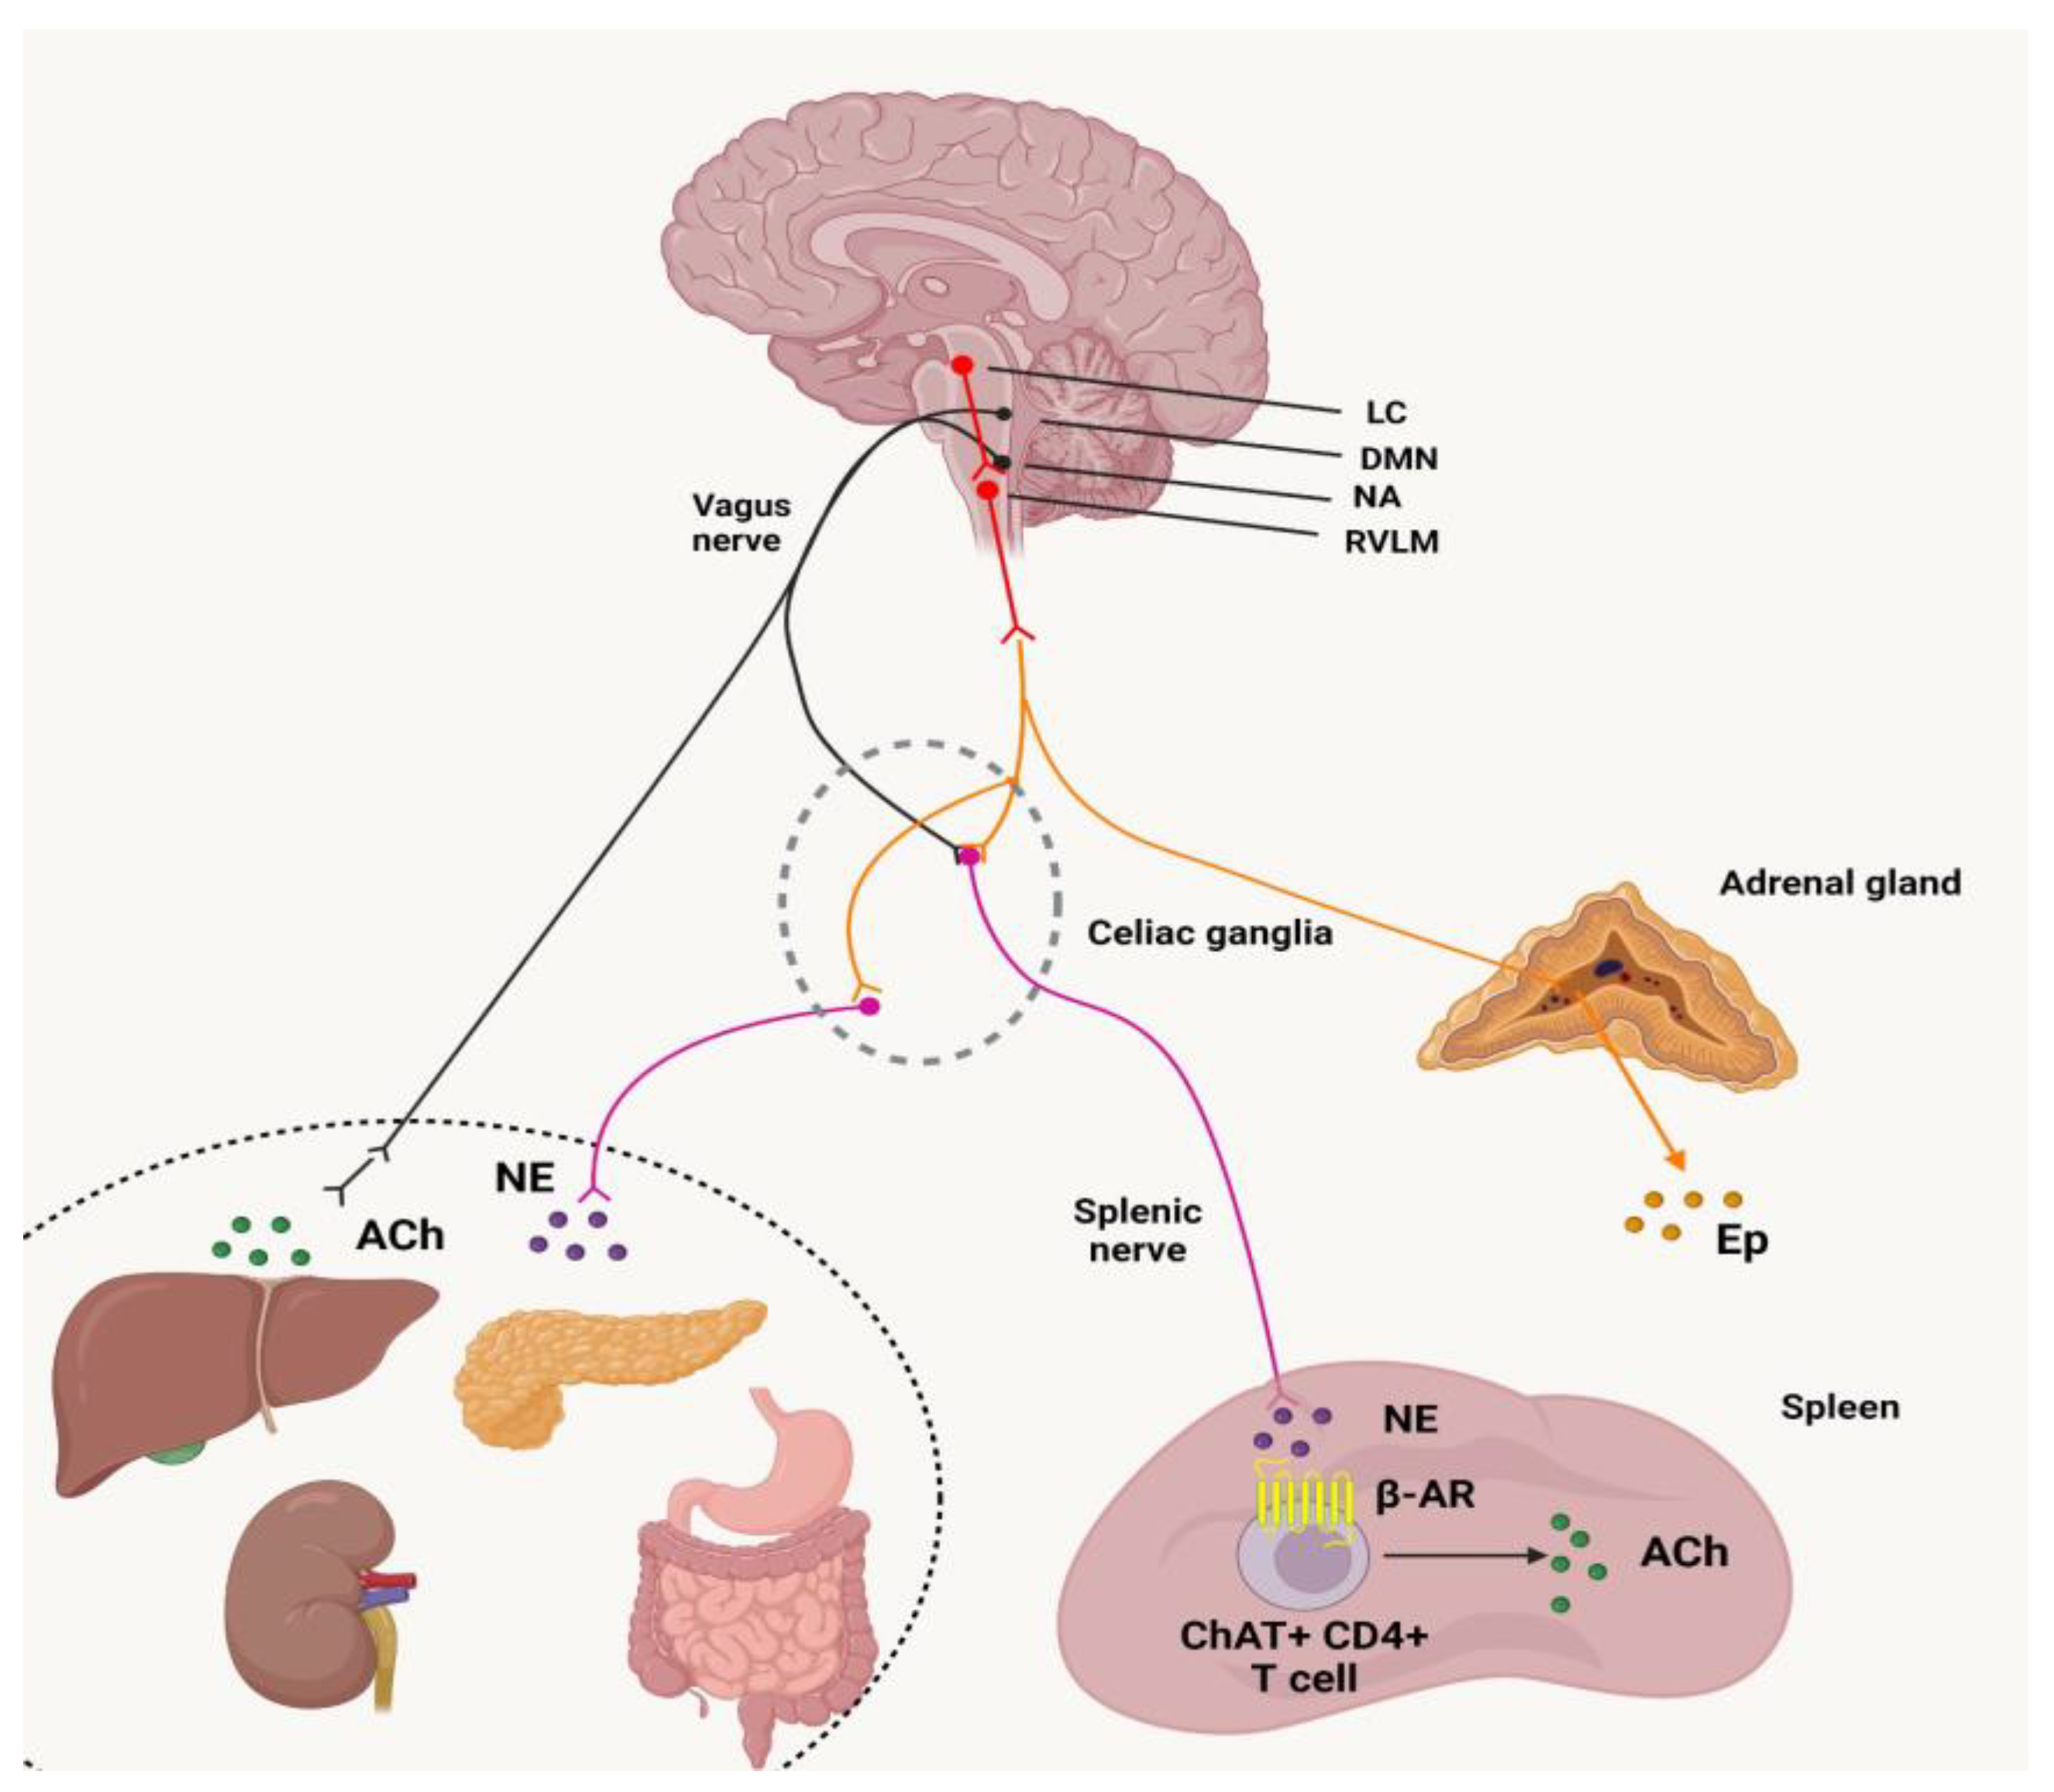 LC
DMN
NA
RVLM
Vagus
nerve
Adrenal gland
Celiac ganglia
NE
ACh
Splenic
nerve
Ep
Spleen
NE
β-AR
ACh
ChAT+ CD4+
T cell